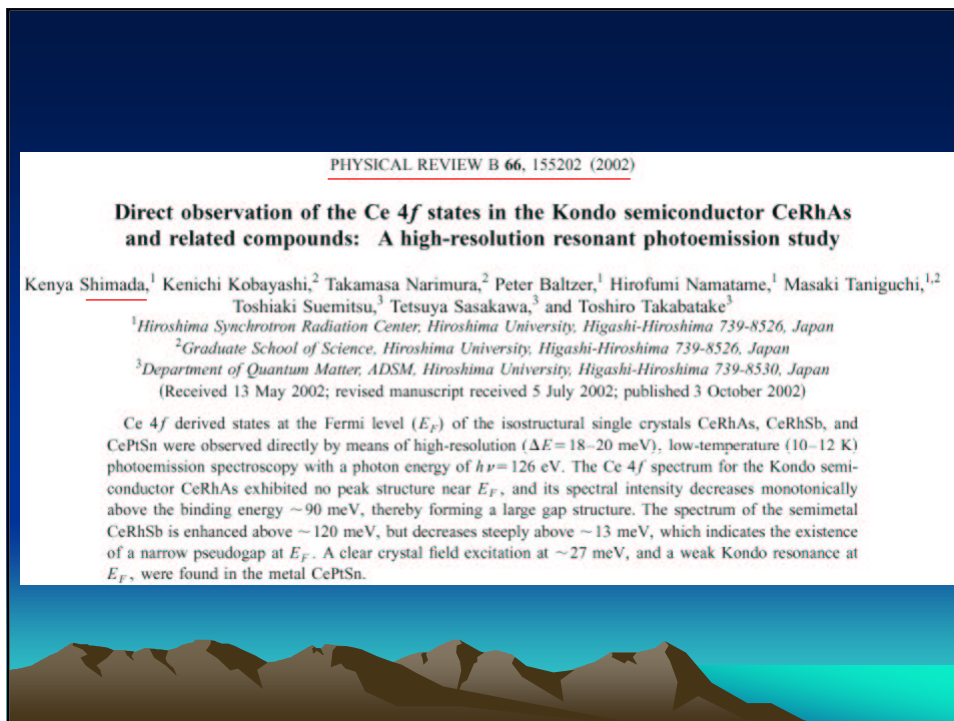 PHYSICAL REVIEW B 66, 155202 (2002)
Direct observation of the Ce 4f states in the Kondo semiconductor CeRhAs
and related compounds: A high-resolution resonant photoemission study
Kenya Shimada,1 Kenichi Kobayashi,2 Takamasa Narimura,2 Peter Baltzer,1 Hirofumi Namatame,1 Masaki Taniguchi,1,2
Toshiaki Suemitsu,3 Tetsuya Sasakawa,3 and Toshiro Takabatake3
1Hiroshima Synchrotron Radiation Center, Hiroshima University, Higashi-Hiroshima 739-8526, Japan
2Graduate School of Science, Hiroshima University, Higashi-Hiroshima 739-8526, Japan
3Department of Quantum Matter, ADSM, Hiroshima University, Higashi-Hiroshima 739-8530, Japan
(Received 13 May 2002; revised manuscript received 5 July 2002; published 3 October 2002)
Ce 4f derived states at the Fermi level (EF) of the isostructural single crystals CeRhAs, CeRhSb, and
CePtSn were observed directly by means of high-resolution (ΔE=18–20 meV), low-temperature (10–12 K)
photoemission spectroscopy with a photon energy of hν=126 eV. The Ce 4f spectrum for the Kondo semi-
conductor CeRhAs exhibited no peak structure near EF, and its spectral intensity decreases monotonically
above the binding energy ~90 meV, thereby forming a large gap structure. The spectrum of the semimetal
CeRhSb is enhanced above ~120 meV, but decreases steeply above ~13 meV, which indicates the existence
of a narrow pseudogap at EF. A clear crystal field excitation at ~27 meV, and a weak Kondo resonance at
EF, were found in the metal CePtSn.